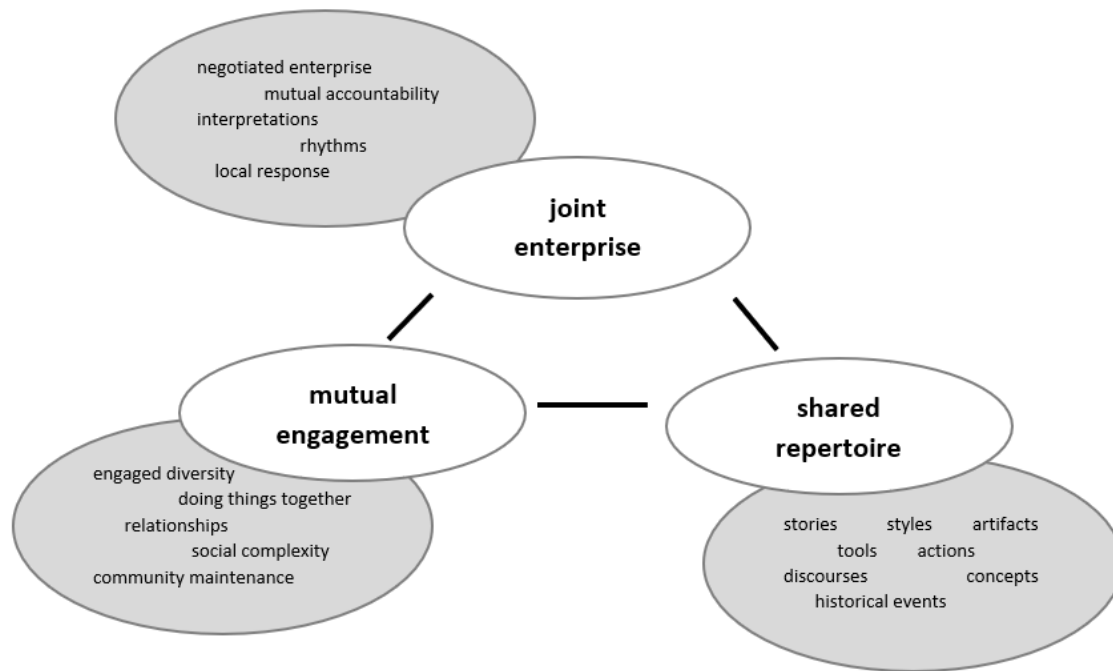 negotiated enterprise
mutual accountability
interpretations
rhythms
local response
joint
enterprise
mutual
engagement
engaged diversity
doing things together
relationships
social complexity
community maintenance
shared
repertoire
stories styles artifacts
tools actions
discourses concepts
historical events